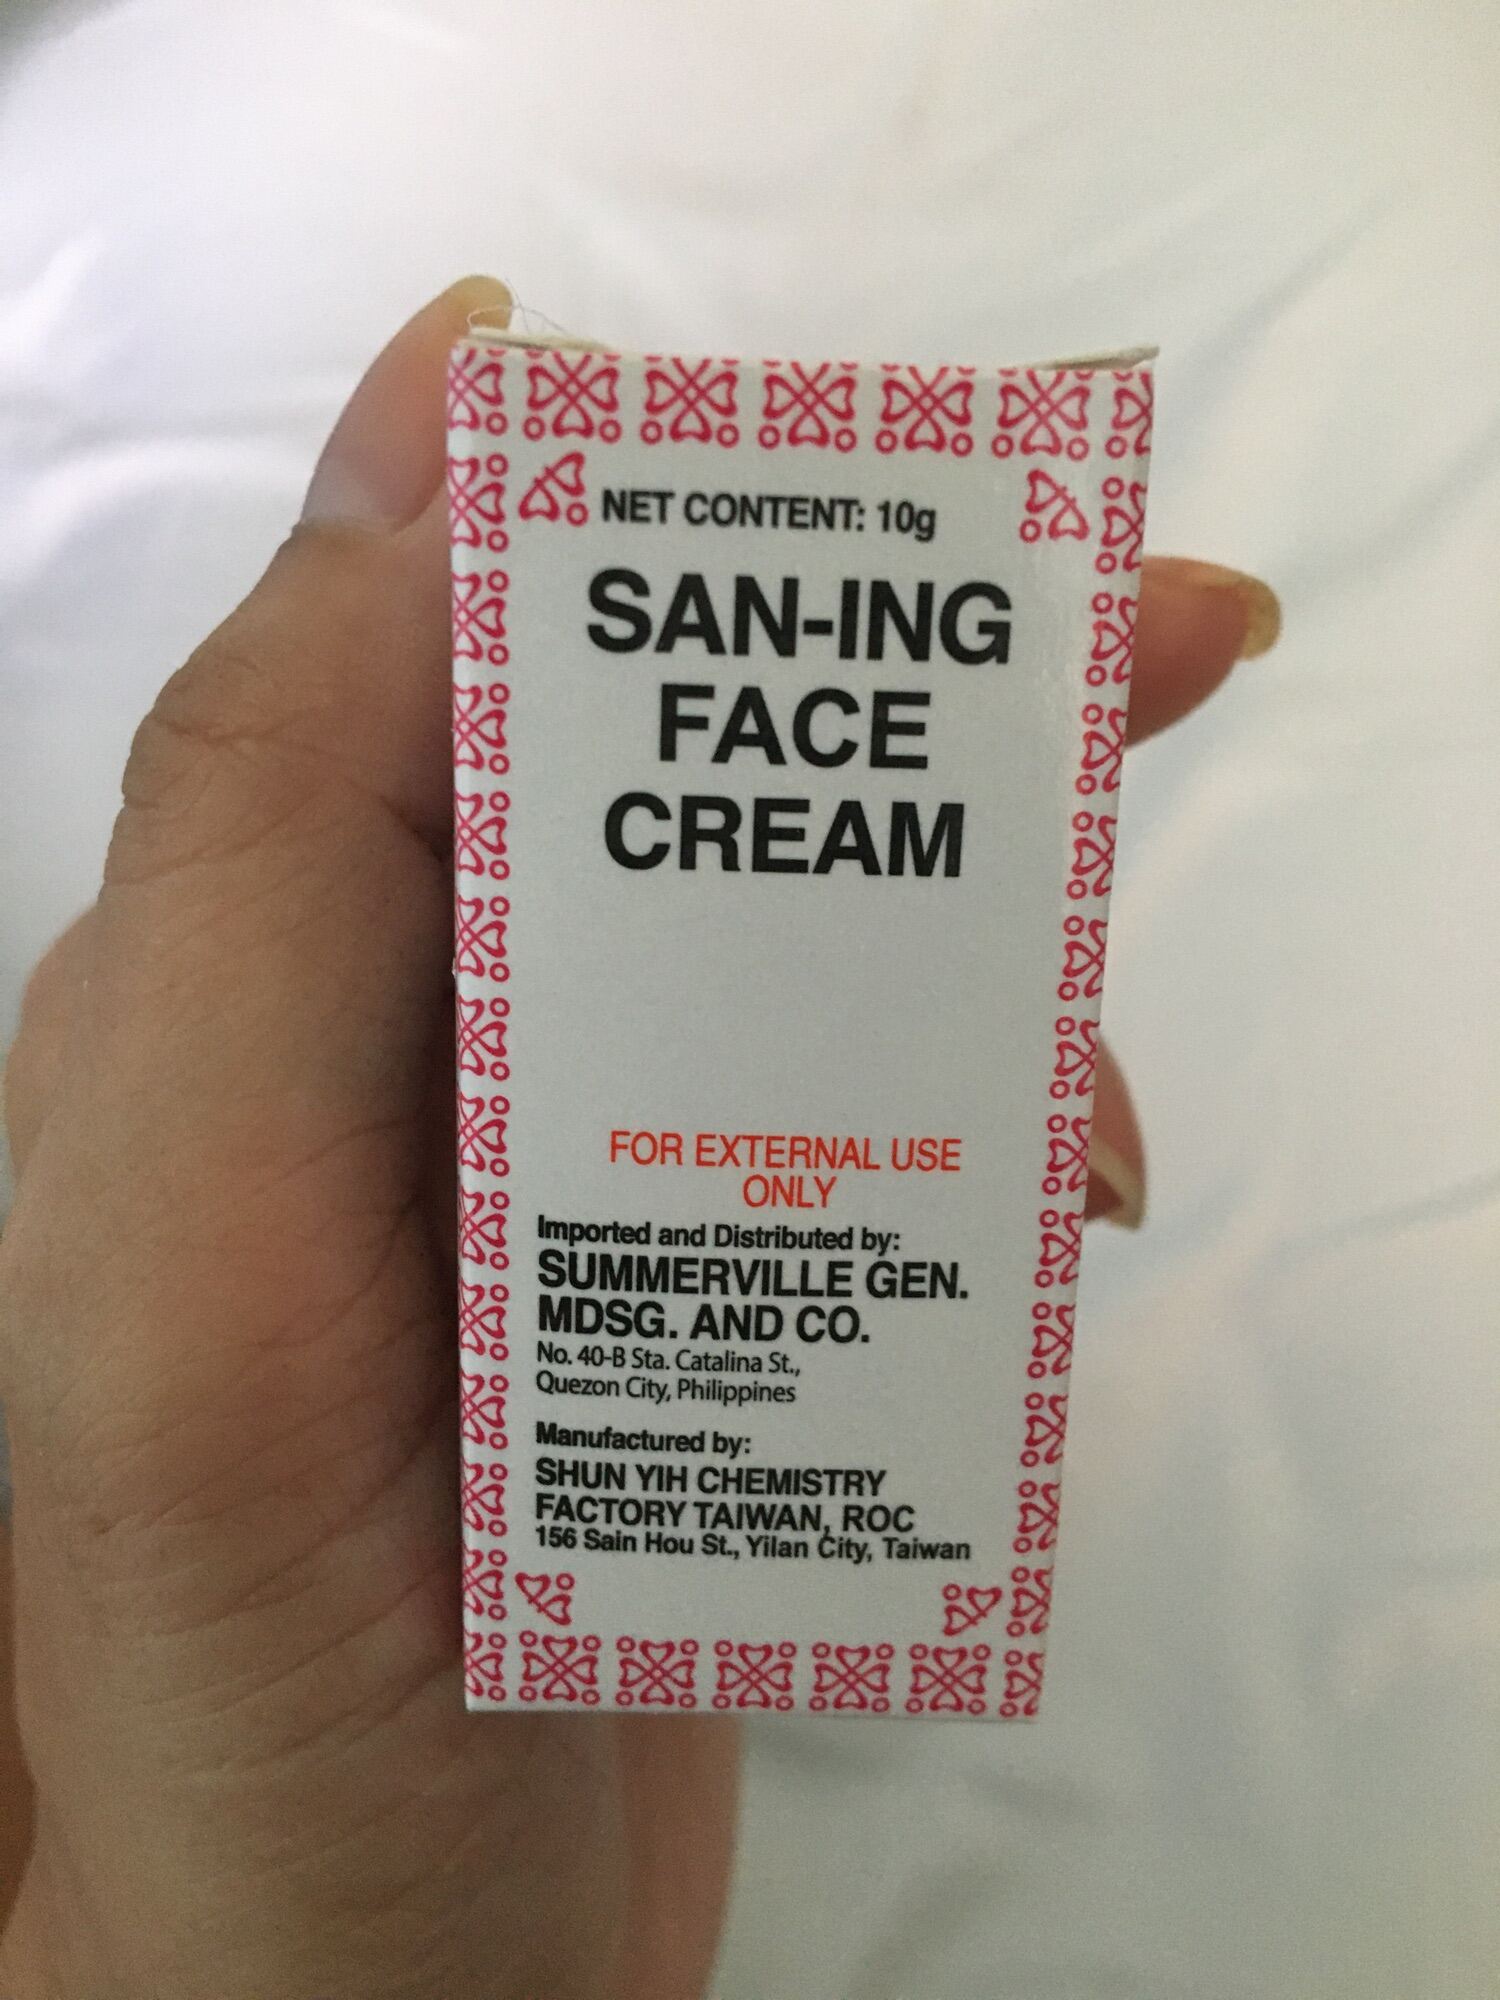 NET CONTENT: 10g
SAN-ING
FACE
CREAM
FOR EXTERNAL USE
ONLY
Imported and Distributed by:
SUMMERVILLE GEN.
MDSG. AND CO.
No. 40-B Sta. Catalina St.,
Quezon City, Philippines
Manufactured by:
SHUN YIH CHEMISTRY
FACTORY TAIWAN, ROC
156 Sain Hou St., Yilan City, Taiwan